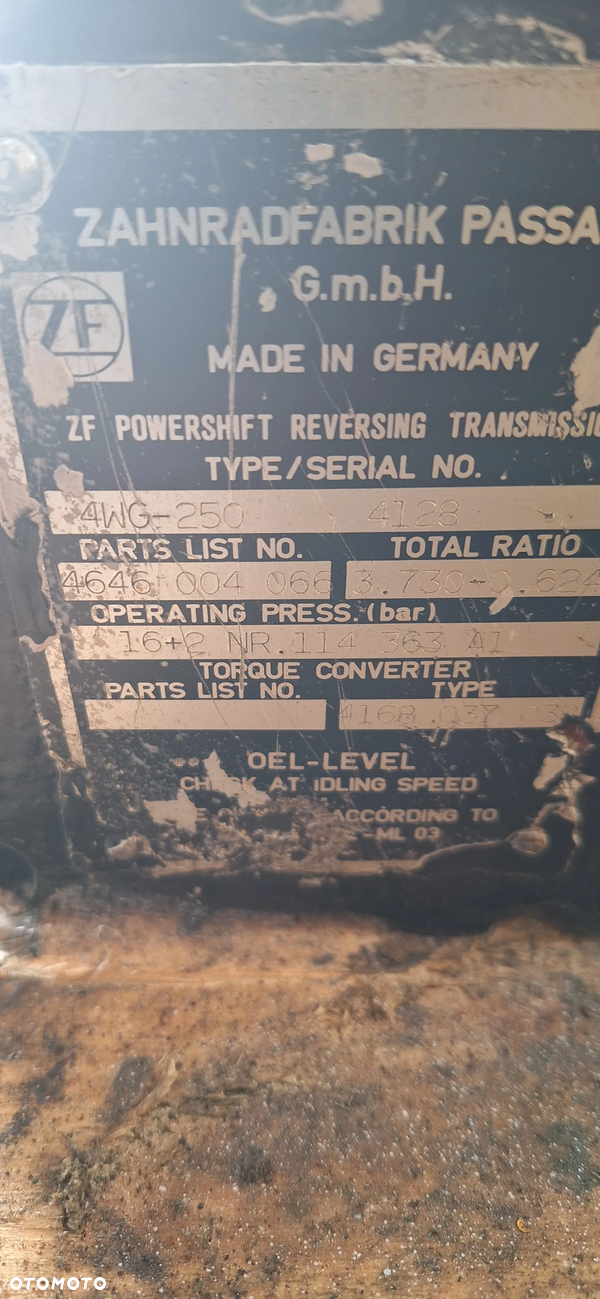 ZAHNRADFABRIK PASSA
G.m.b.H.
ZF
MADE IN GERMANY
ZF POWERSHIFT REVERSING TRANSMISSIO
TYPE/SERIAL NO.
4WG-250 4128
PARTS LIST NO. TOTAL RATIO
4646 004 066 3.730-0.624
OPERATING PRESS.(bar)
16+2 NR.114 363 A1
TORQUE CONVERTER
PARTS LIST NO. TYPE
4168 037
OEL-LEVEL
CHECK AT IDLING SPEED
ACCORDING TO
-ML 03
OTOMOTO